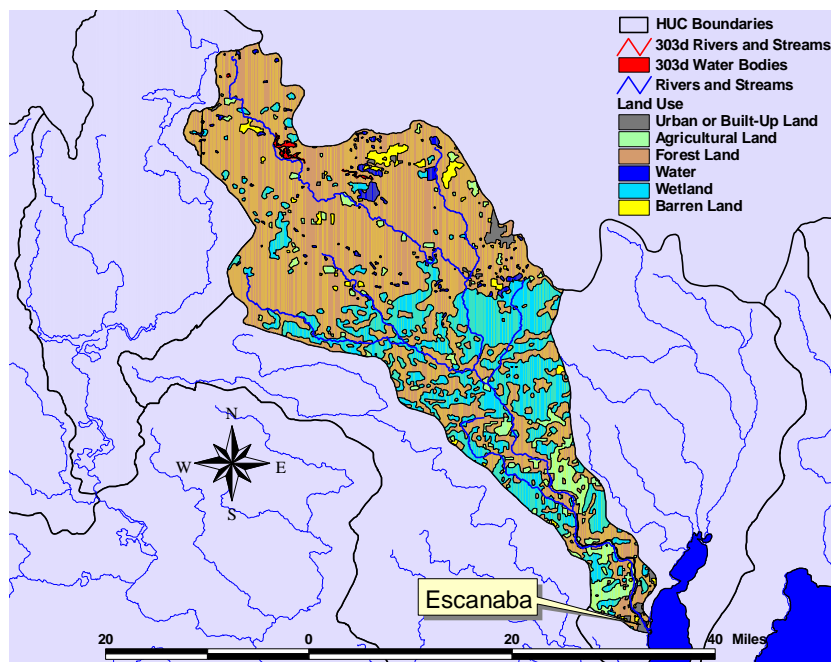 HUC Boundaries
303d Rivers and Streams
303d Water Bodies
Rivers and Streams
Land Use
Urban or Built-Up Land
Agricultural Land
Forest Land
Water
Wetland
Barren Land
N
W E
S
Escanaba
20 0 20 40 Miles